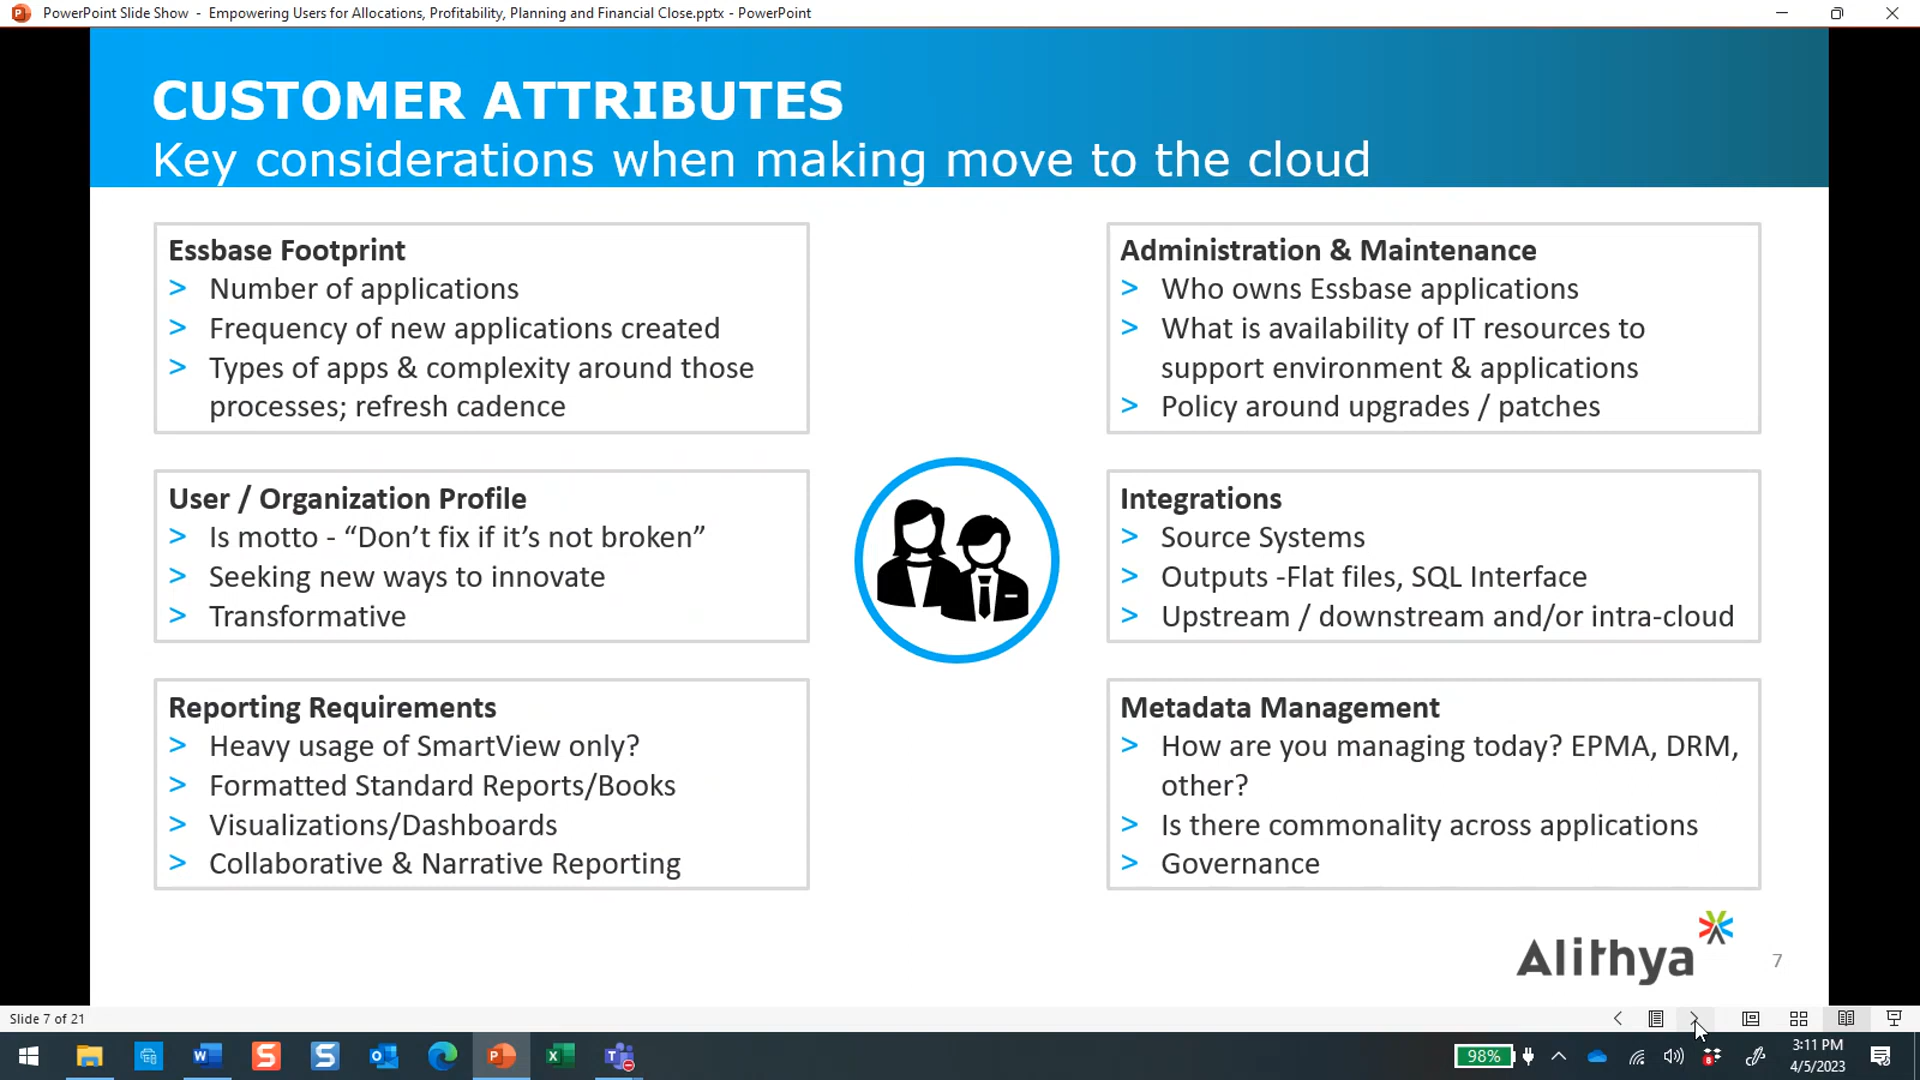 PowerPoint Slide Show - Empowering Users for Allocations, Profitability, Planning and Financial Close.pptx - PowerPoint
CUSTOMER ATTRIBUTES
Key considerations when making move to the cloud
Essbase Footprint
> Number of applications
> Frequency of new applications created
> Types of apps & complexity around those
processes; refresh cadence
Administration & Maintenance
> Who owns Essbase applications
> What is availability of IT resources to
support environment & applications
> Policy around upgrades / patches
User / Organization Profile
> Is motto - “Don’t fix if it’s not broken”
> Seeking new ways to innovate
> Transformative
Integrations
> Source Systems
> Outputs -Flat files, SQL Interface
> Upstream / downstream and/or intra-cloud
Reporting Requirements
> Heavy usage of SmartView only?
> Formatted Standard Reports/Books
> Visualizations/Dashboards
> Collaborative & Narrative Reporting
Metadata Management
> How are you managing today? EPMA, DRM,
other?
> Is there commonality across applications
> Governance
Alithya
7
Slide 7 of 21
98%
3:11 PM
4/5/2023